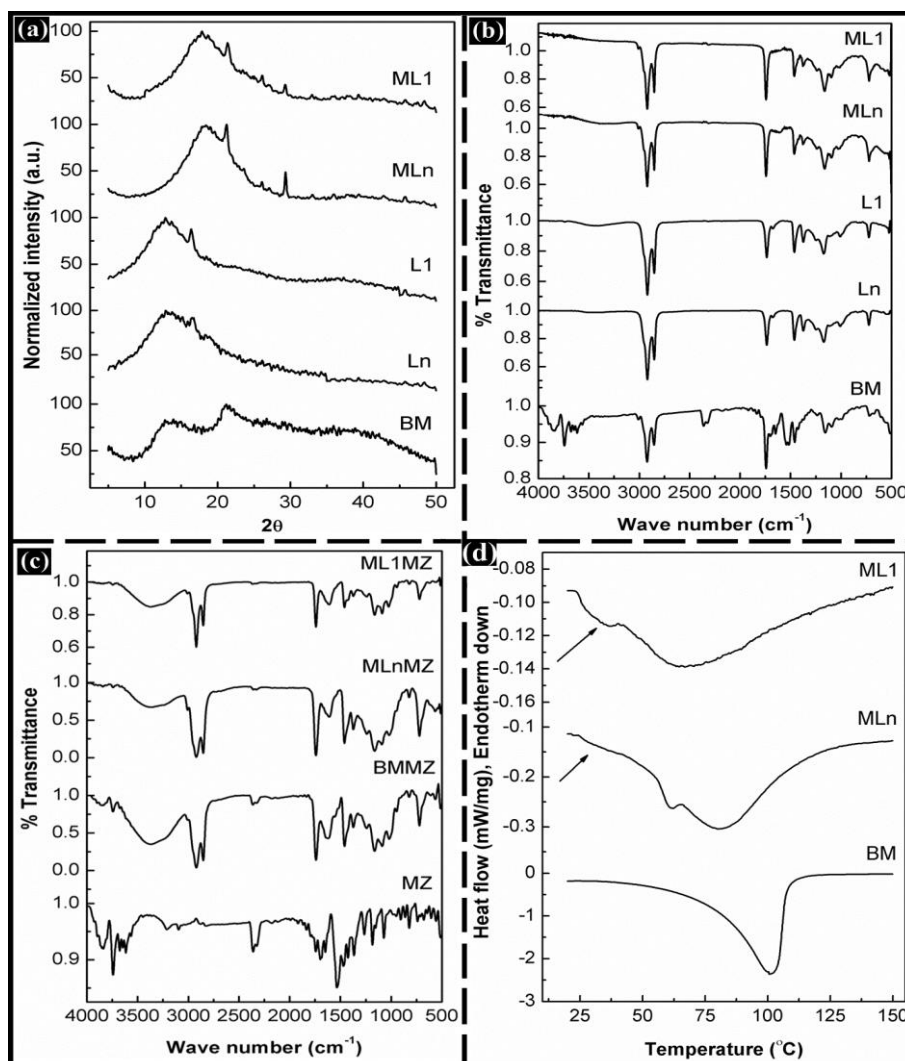 (a)
100
50
ML1
100
50
MLn
100
50
L1
100
50
Ln
100
50
BM
10 20 30 40 50
2θ
Normalized intensity (a.u.)
(b)
1.0
0.8
0.6
ML1
1.0
0.8
0.6
MLn
1.0
0.8
0.6
L1
1.0
0.8
0.6
Ln
1.0
0.9
0.8
BM
4000 3500 3000 2500 2000 1500 1000 500
Wave number (cm⁻¹)
% Transmittance
(c)
1.0
0.8
0.6
ML1MZ
1.0
0.5
0.0
MLnMZ
1.0
0.5
0.0
BMMZ
1.0
0.9
MZ
4000 3500 3000 2500 2000 1500 1000 500
Wave number (cm⁻¹)
% Transmittance
(d)
-0.08
-0.10
-0.12
-0.14
-0.16
ML1
-0.1
-0.2
-0.3
MLn
0
-1
-2
-3
BM
25 50 75 100 125 150
Temperature (°C)
Heat flow (mW/mg), Endotherm down